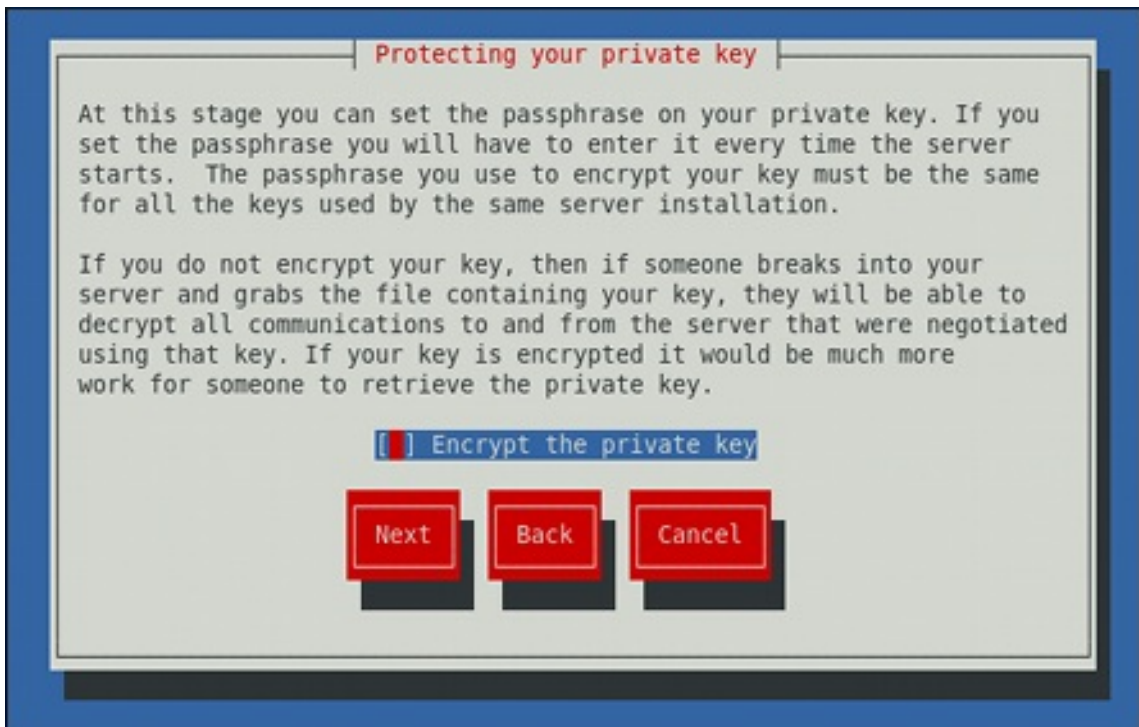 Protecting your private key
At this stage you can set the passphrase on your private key. If you
set the passphrase you will have to enter it every time the server
starts.  The passphrase you use to encrypt your key must be the same
for all the keys used by the same server installation.
If you do not encrypt your key, then if someone breaks into your
server and grabs the file containing your key, they will be able to
decrypt all communications to and from the server that were negotiated
using that key. If your key is encrypted it would be much more
work for someone to retrieve the private key.
[ ] Encrypt the private key
Next Back Cancel